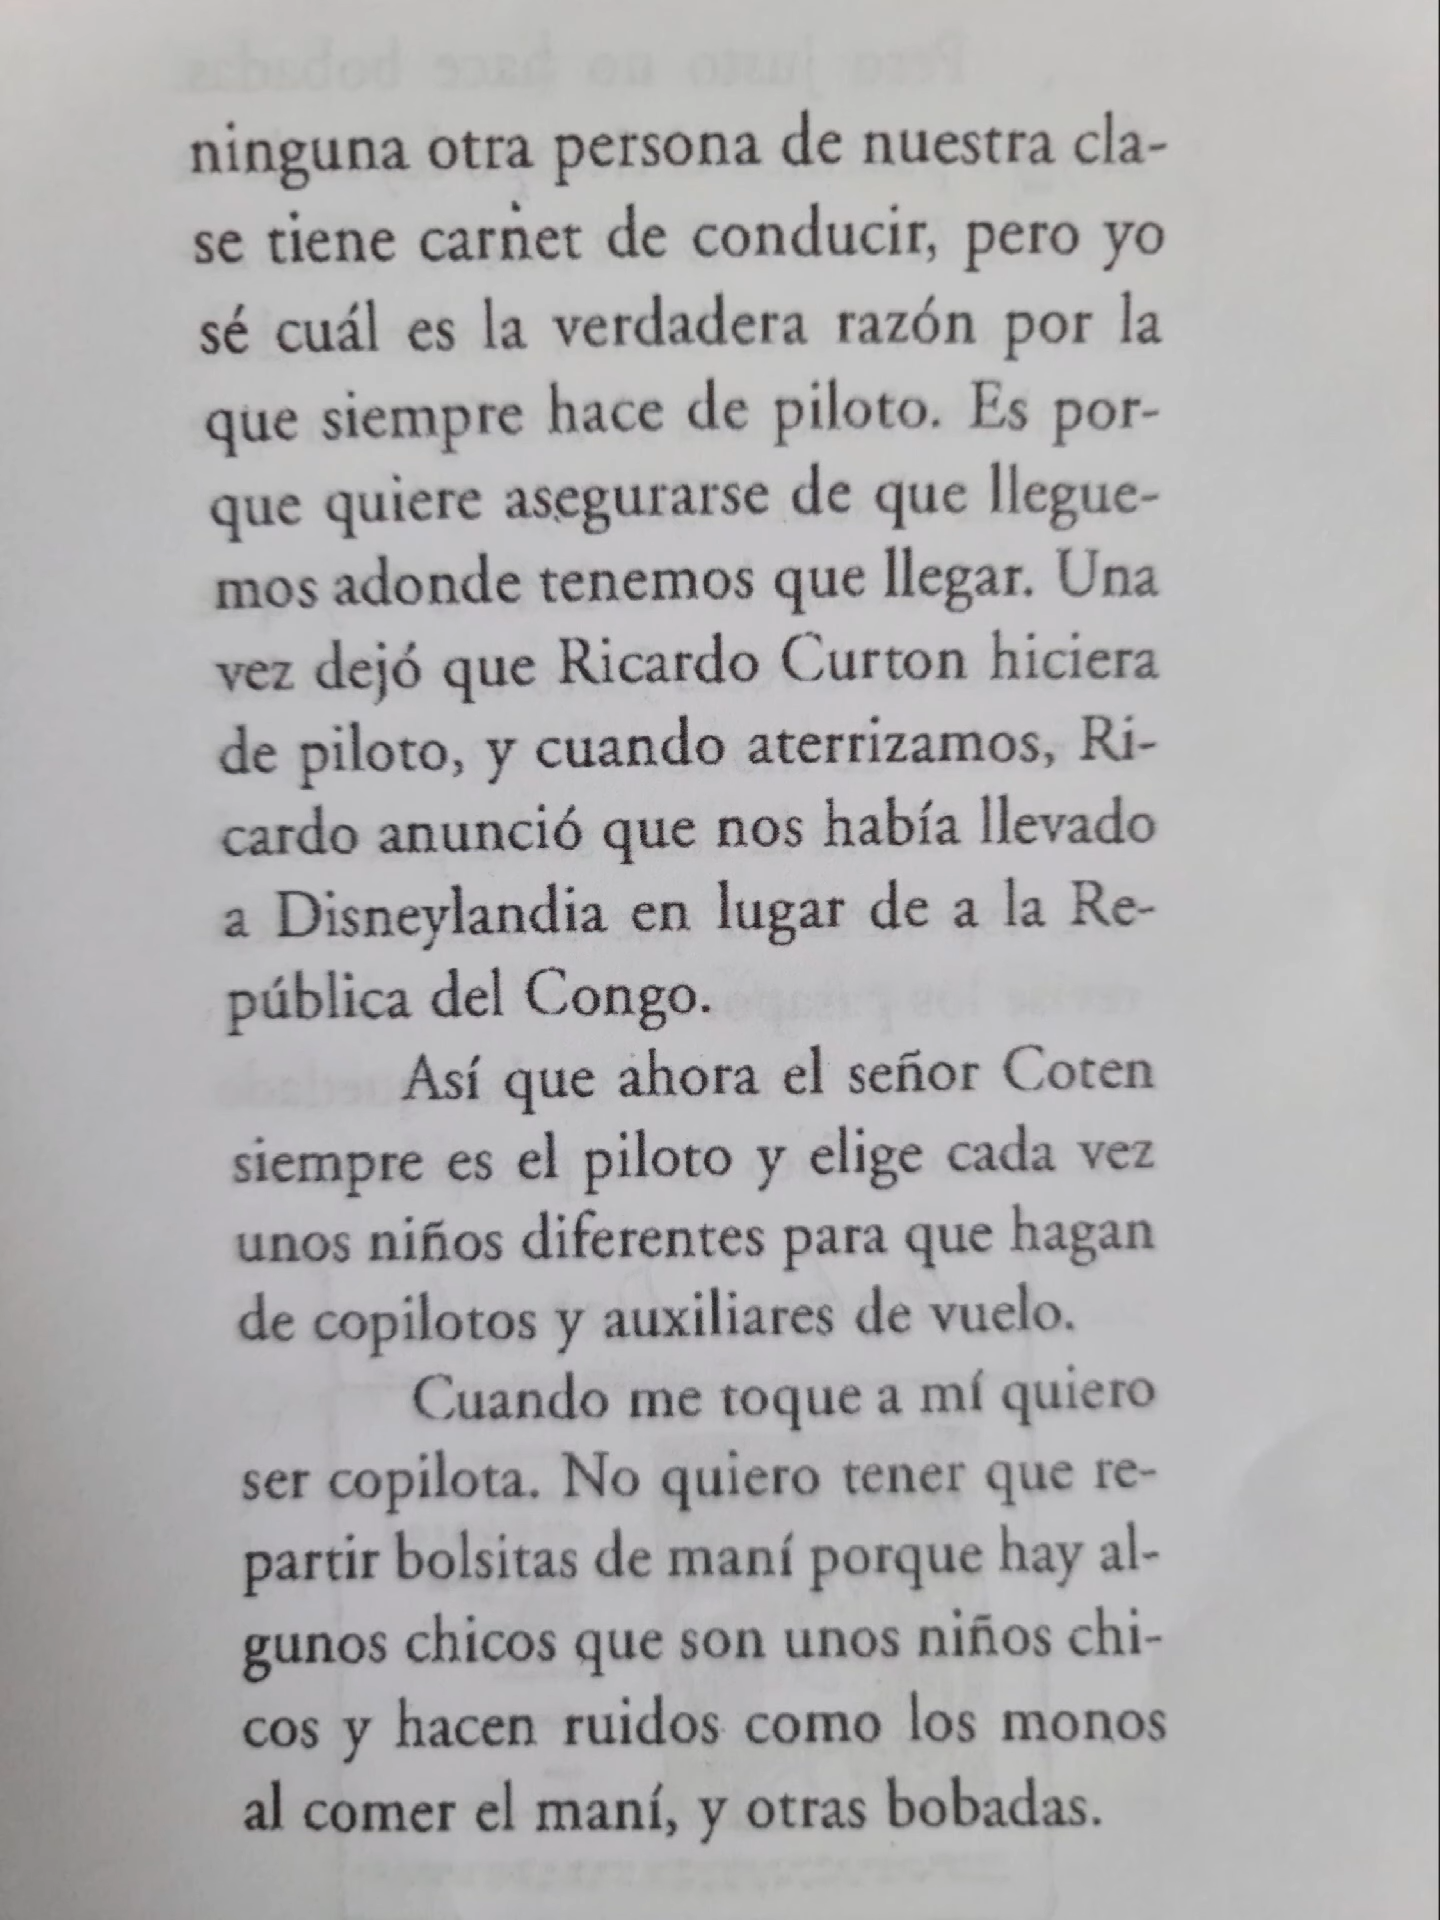 ninguna otra persona de nuestra cla-
se tiene carnet de conducir, pero yo
sé cuál es la verdadera razón por la
que siempre hace de piloto. Es por-
que quiere asegurarse de que llegue-
mos adonde tenemos que llegar. Una
vez dejó que Ricardo Curton hiciera
de piloto, y cuando aterrizamos, Ri-
cardo anunció que nos había llevado
a Disneylandia en lugar de a la Re-
pública del Congo.
Así que ahora el señor Coten
siempre es el piloto y elige cada vez
unos niños diferentes para que hagan
de copilotos y auxiliares de vuelo.
Cuando me toque a mí quiero
ser copilota. No quiero tener que re-
partir bolsitas de maní porque hay al-
gunos chicos que son unos niños chi-
cos y hacen ruidos como los monos
al comer el maní, y otras bobadas.